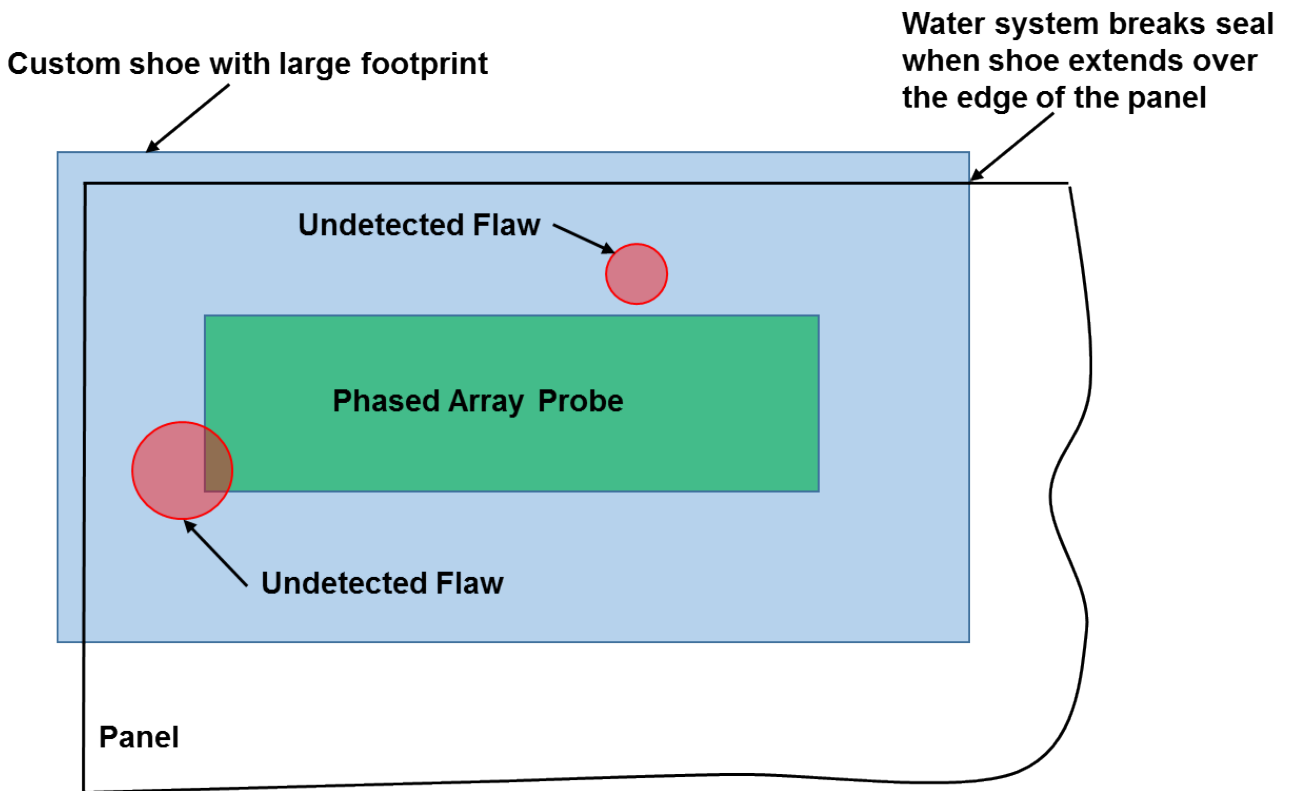 Water system breaks seal
when shoe extends over
the edge of the panel
Custom shoe with large footprint
Undetected Flaw
Phased Array Probe
Undetected Flaw
Panel